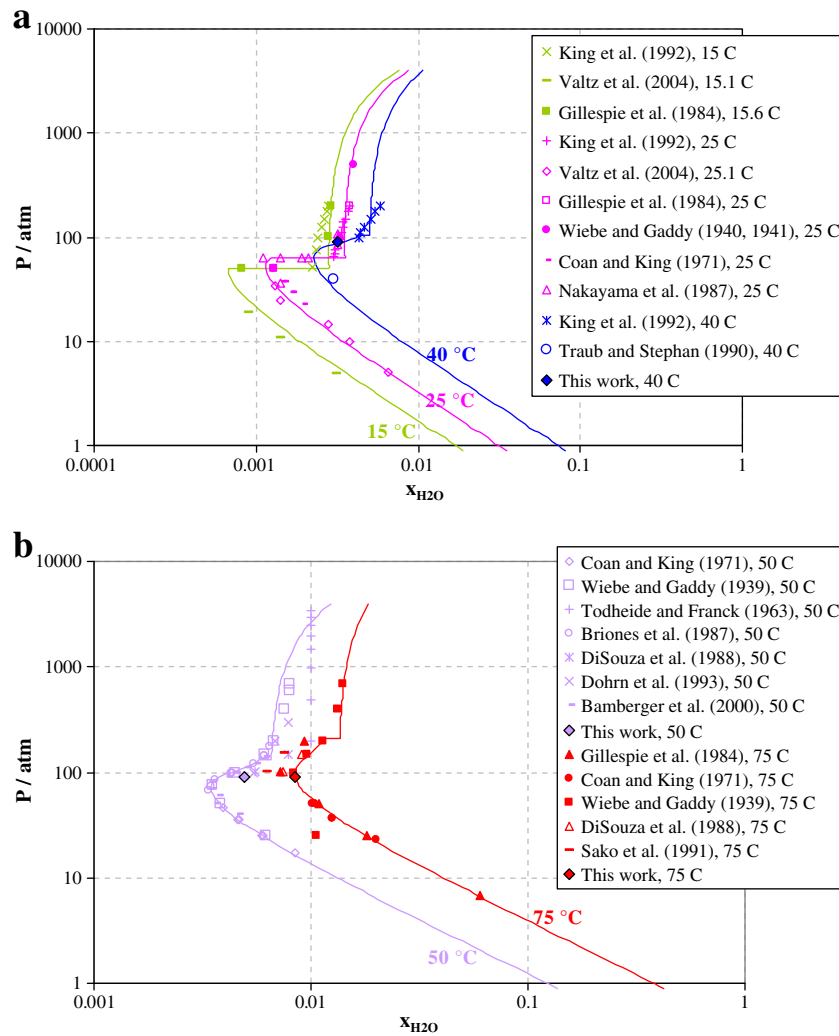 a
10000
1000
100
10
1
P / atm
0.0001
0.001
0.01
0.1
1
xH2O
40 °C
25 °C
15 °C
King et al. (1992), 15 C
Valtz et al. (2004), 15.1 C
Gillespie et al. (1984), 15.6 C
King et al. (1992), 25 C
Valtz et al. (2004), 25.1 C
Gillespie et al. (1984), 25 C
Wiebe and Gaddy (1940, 1941), 25 C
Coan and King (1971), 25 C
Nakayama et al. (1987), 25 C
King et al. (1992), 40 C
Traub and Stephan (1990), 40 C
This work, 40 C
b
10000
1000
100
10
1
P / atm
0.001
0.01
0.1
1
xH2O
75 °C
50 °C
Coan and King (1971), 50 C
Wiebe and Gaddy (1939), 50 C
Todheide and Franck (1963), 50 C
Briones et al. (1987), 50 C
DiSouza et al. (1988), 50 C
Dohrn et al. (1993), 50 C
Bamberger et al. (2000), 50 C
This work, 50 C
Gillespie et al. (1984), 75 C
Coan and King (1971), 75 C
Wiebe and Gaddy (1939), 75 C
DiSouza et al. (1988), 75 C
Sako et al. (1991), 75 C
This work, 75 C